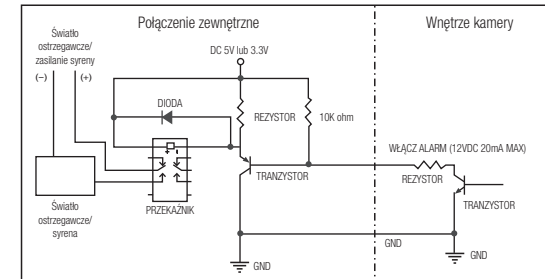 Połączenie zewnętrzne
Wnętrze kamery
Światło
ostrzegawcze/
zasilanie syreny
(–)
(+)
DC 5V lub 3.3V
DIODA
REZYSTOR
10K ohm
WŁĄCZ ALARM (12VDC 20mA MAX)
REZYSTOR
TRANZYSTOR
TRANZYSTOR
PRZEKAŹNIK
Światło
ostrzegawcze/
syrena
GND
GND
GND